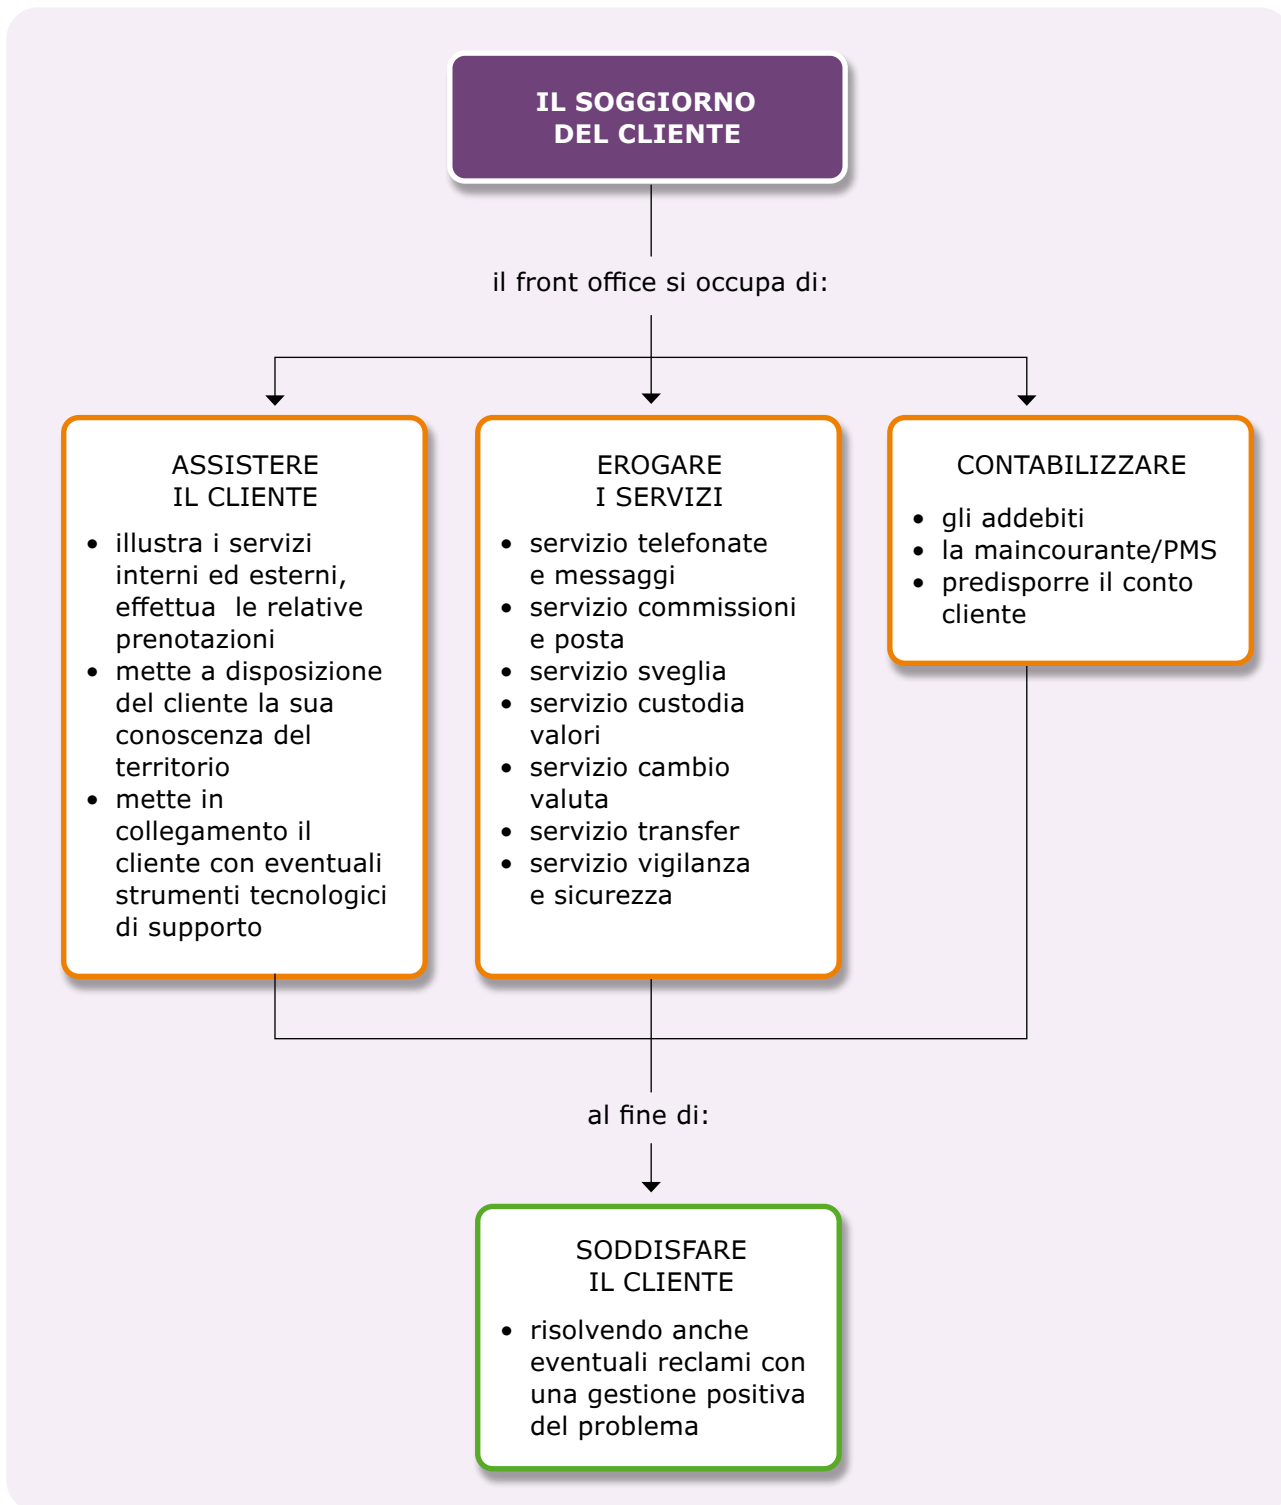 IL SOGGIORNO
DEL CLIENTE
il front office si occupa di:
ASSISTERE
IL CLIENTE
• illustra i servizi
interni ed esterni,
effettua  le relative
prenotazioni
• mette a disposizione
del cliente la sua
conoscenza del
territorio
• mette in
collegamento il
cliente con eventuali
strumenti tecnologici
di supporto
EROGARE
I SERVIZI
• servizio telefonate
e messaggi
• servizio commissioni
e posta
• servizio sveglia
• servizio custodia
valori
• servizio cambio
valuta
• servizio transfer
• servizio vigilanza
e sicurezza
CONTABILIZZARE
• gli addebiti
• la maincourante/PMS
• predisporre il conto
cliente
al fine di:
SODDISFARE
IL CLIENTE
• risolvendo anche
eventuali reclami con
una gestione positiva
del problema